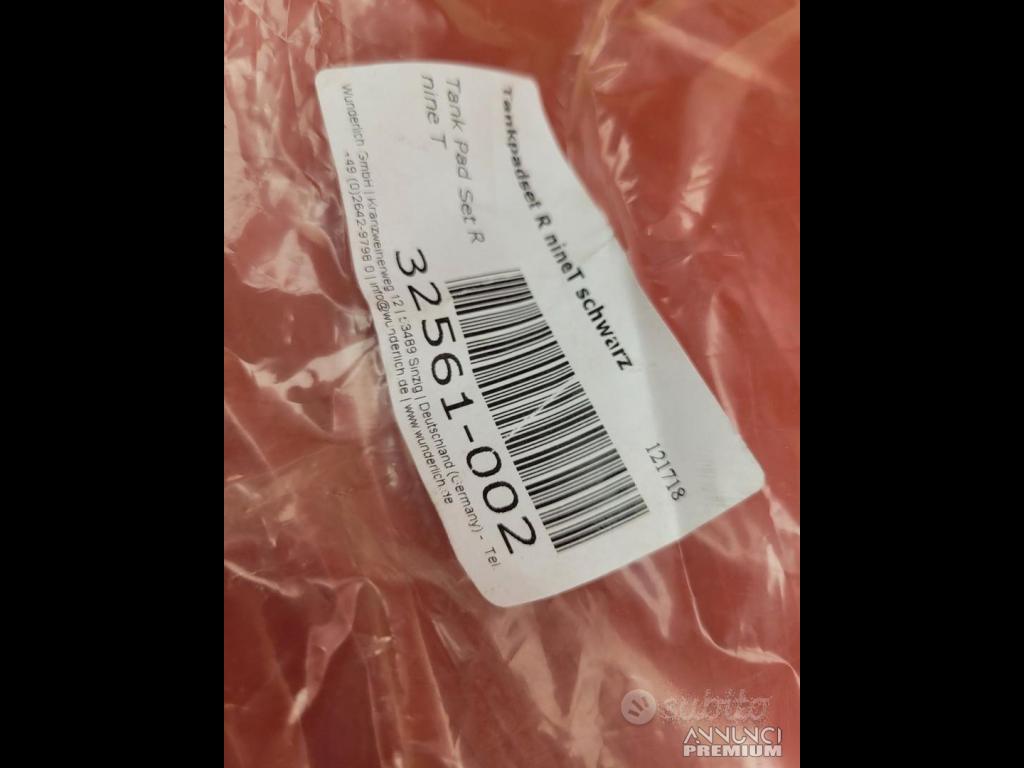 Tankpadset R nineT schwarz
121718
Tank Pad Set R
nine T
32561-002
Wunderlich GmbH | Kranzweiherweg 12 | 53489 Sinzig | Deutschland (Germany) - Tel.
+49 (0)2642-9798 0 | info@wunderlich.de | www.wunderlich.de
subito
ANNUNCI
PREMIUM